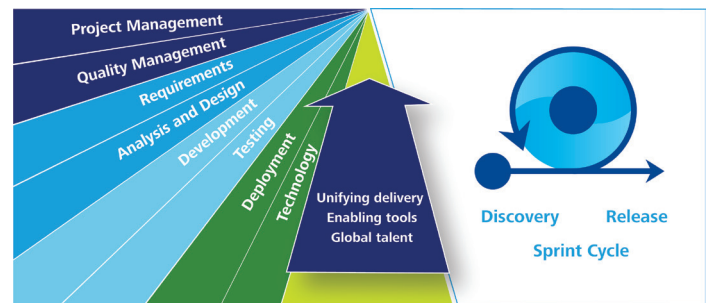 Project Management
Quality Management
Requirements
Analysis and Design
Development
Testing
Deployment
Technology
Unifying delivery
Enabling tools
Global talent
Discovery
Release
Sprint Cycle